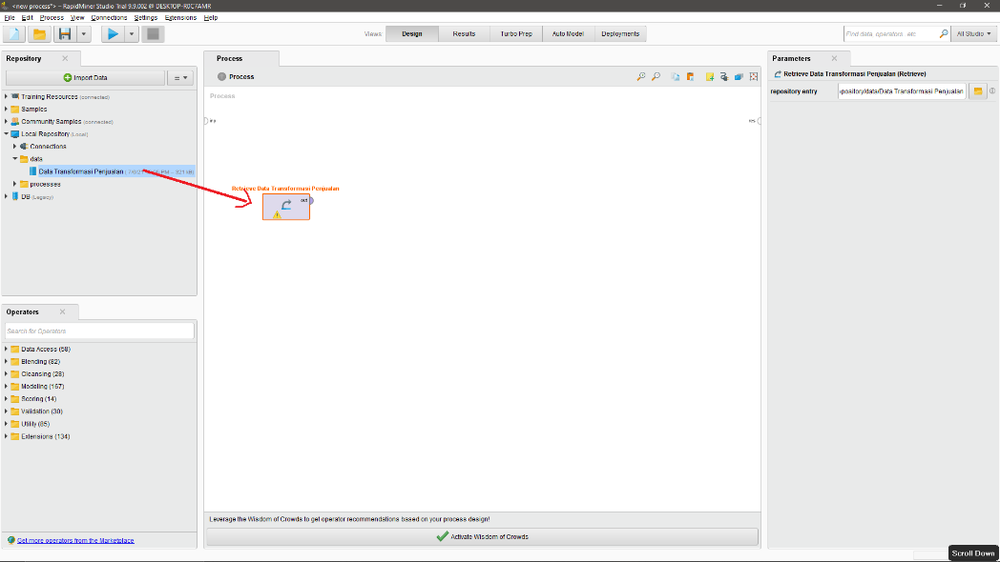 <new process*> – RapidMiner Studio Trial 9.9.002 @ DESKTOP-R0C7AMR
File Edit Process View Connections Settings Extensions Help
Views: Design Results Turbo Prep Auto Model Deployments
Find data, operators...etc
All Studio ▼
Repository
Import Data
Training Resources (connected)
Samples
Community Samples (connected)
Local Repository (Local)
Connections
data
Data Transformasi Penjualan
processes
DB (Legacy)
Operators
Search for Operators
Data Access (58)
Blending (82)
Cleansing (28)
Modeling (167)
Scoring (14)
Validation (30)
Utility (85)
Extensions (134)
Get more operators from the Marketplace
Process
Process
Process
inp
res
Retrieve Data Transformasi Penjualan
out
Leverage the Wisdom of Crowds to get operator recommendations based on your process design!
Activate Wisdom of Crowds
Parameters
Retrieve Data Transformasi Penjualan (Retrieve)
repository entry
pository/data/Data Transformasi Penjualan
Scroll Down